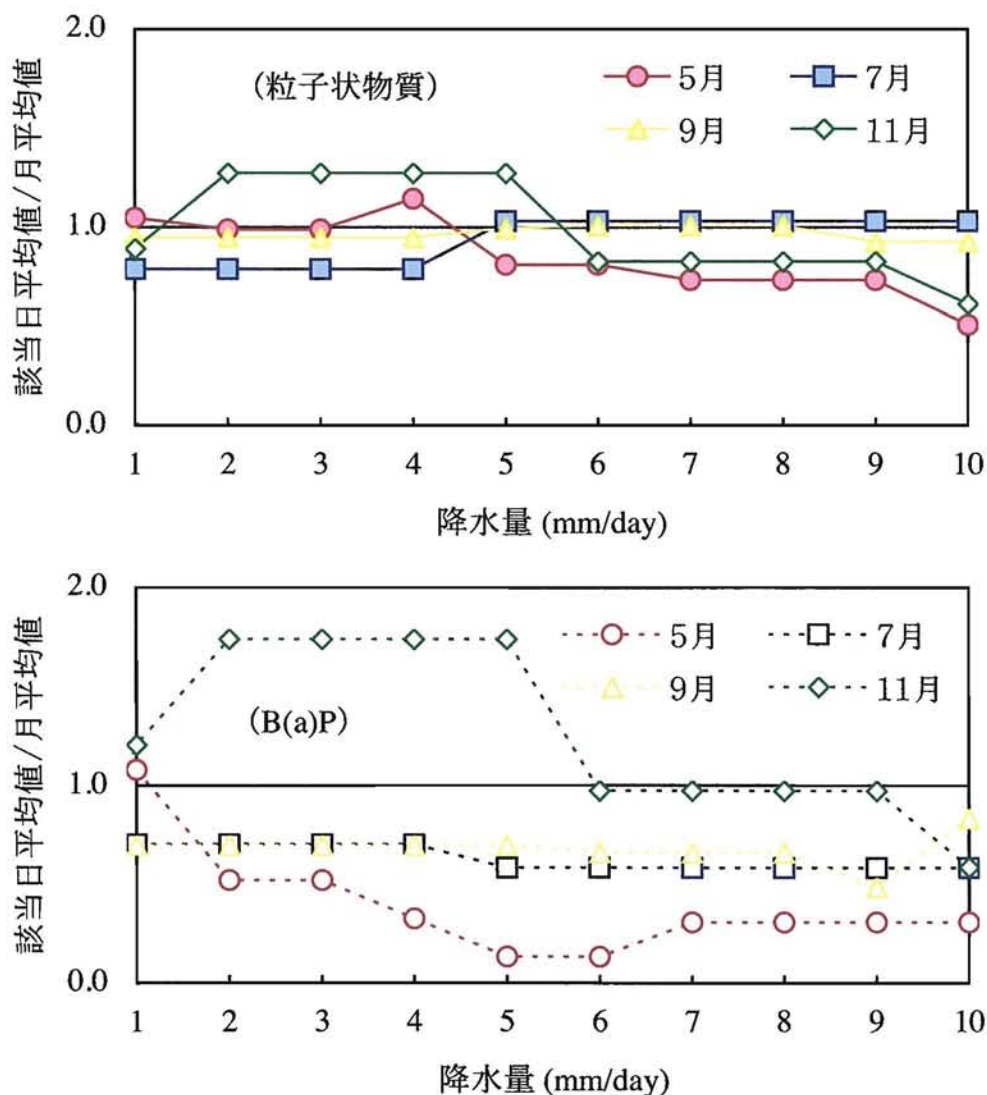 2.0
(粒子状物質)
5月 7月
9月 11月
1.0
0.0
該当日平均値/月平均値
1 2 3 4 5 6 7 8 9 10
降水量 (mm/day)
2.0
5月 7月
9月 11月
(B(a)P)
1.0
0.0
該当日平均値/月平均値
1 2 3 4 5 6 7 8 9 10
降水量 (mm/day)